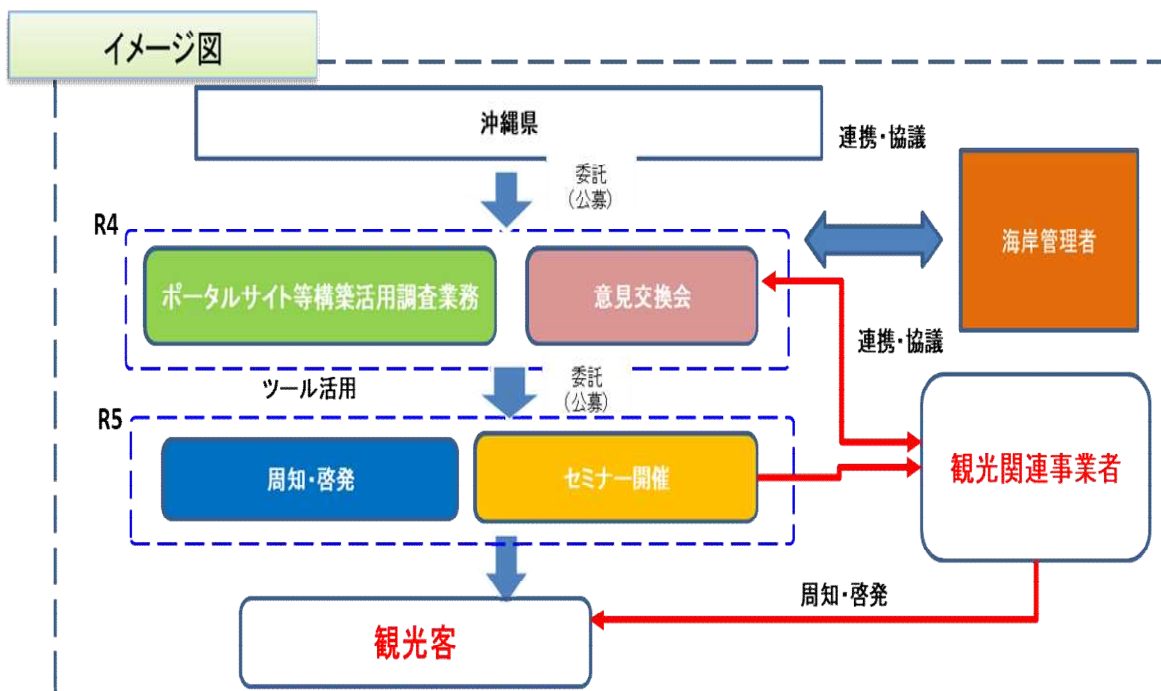 イメージ図
沖縄県
連携・協議
委託
(公募)
海岸管理者
R4
ポータルサイト等構築活用調査業務
意見交換会
連携・協議
ツール活用
委託
(公募)
R5
周知・啓発
セミナー開催
観光関連事業者
周知・啓発
観光客